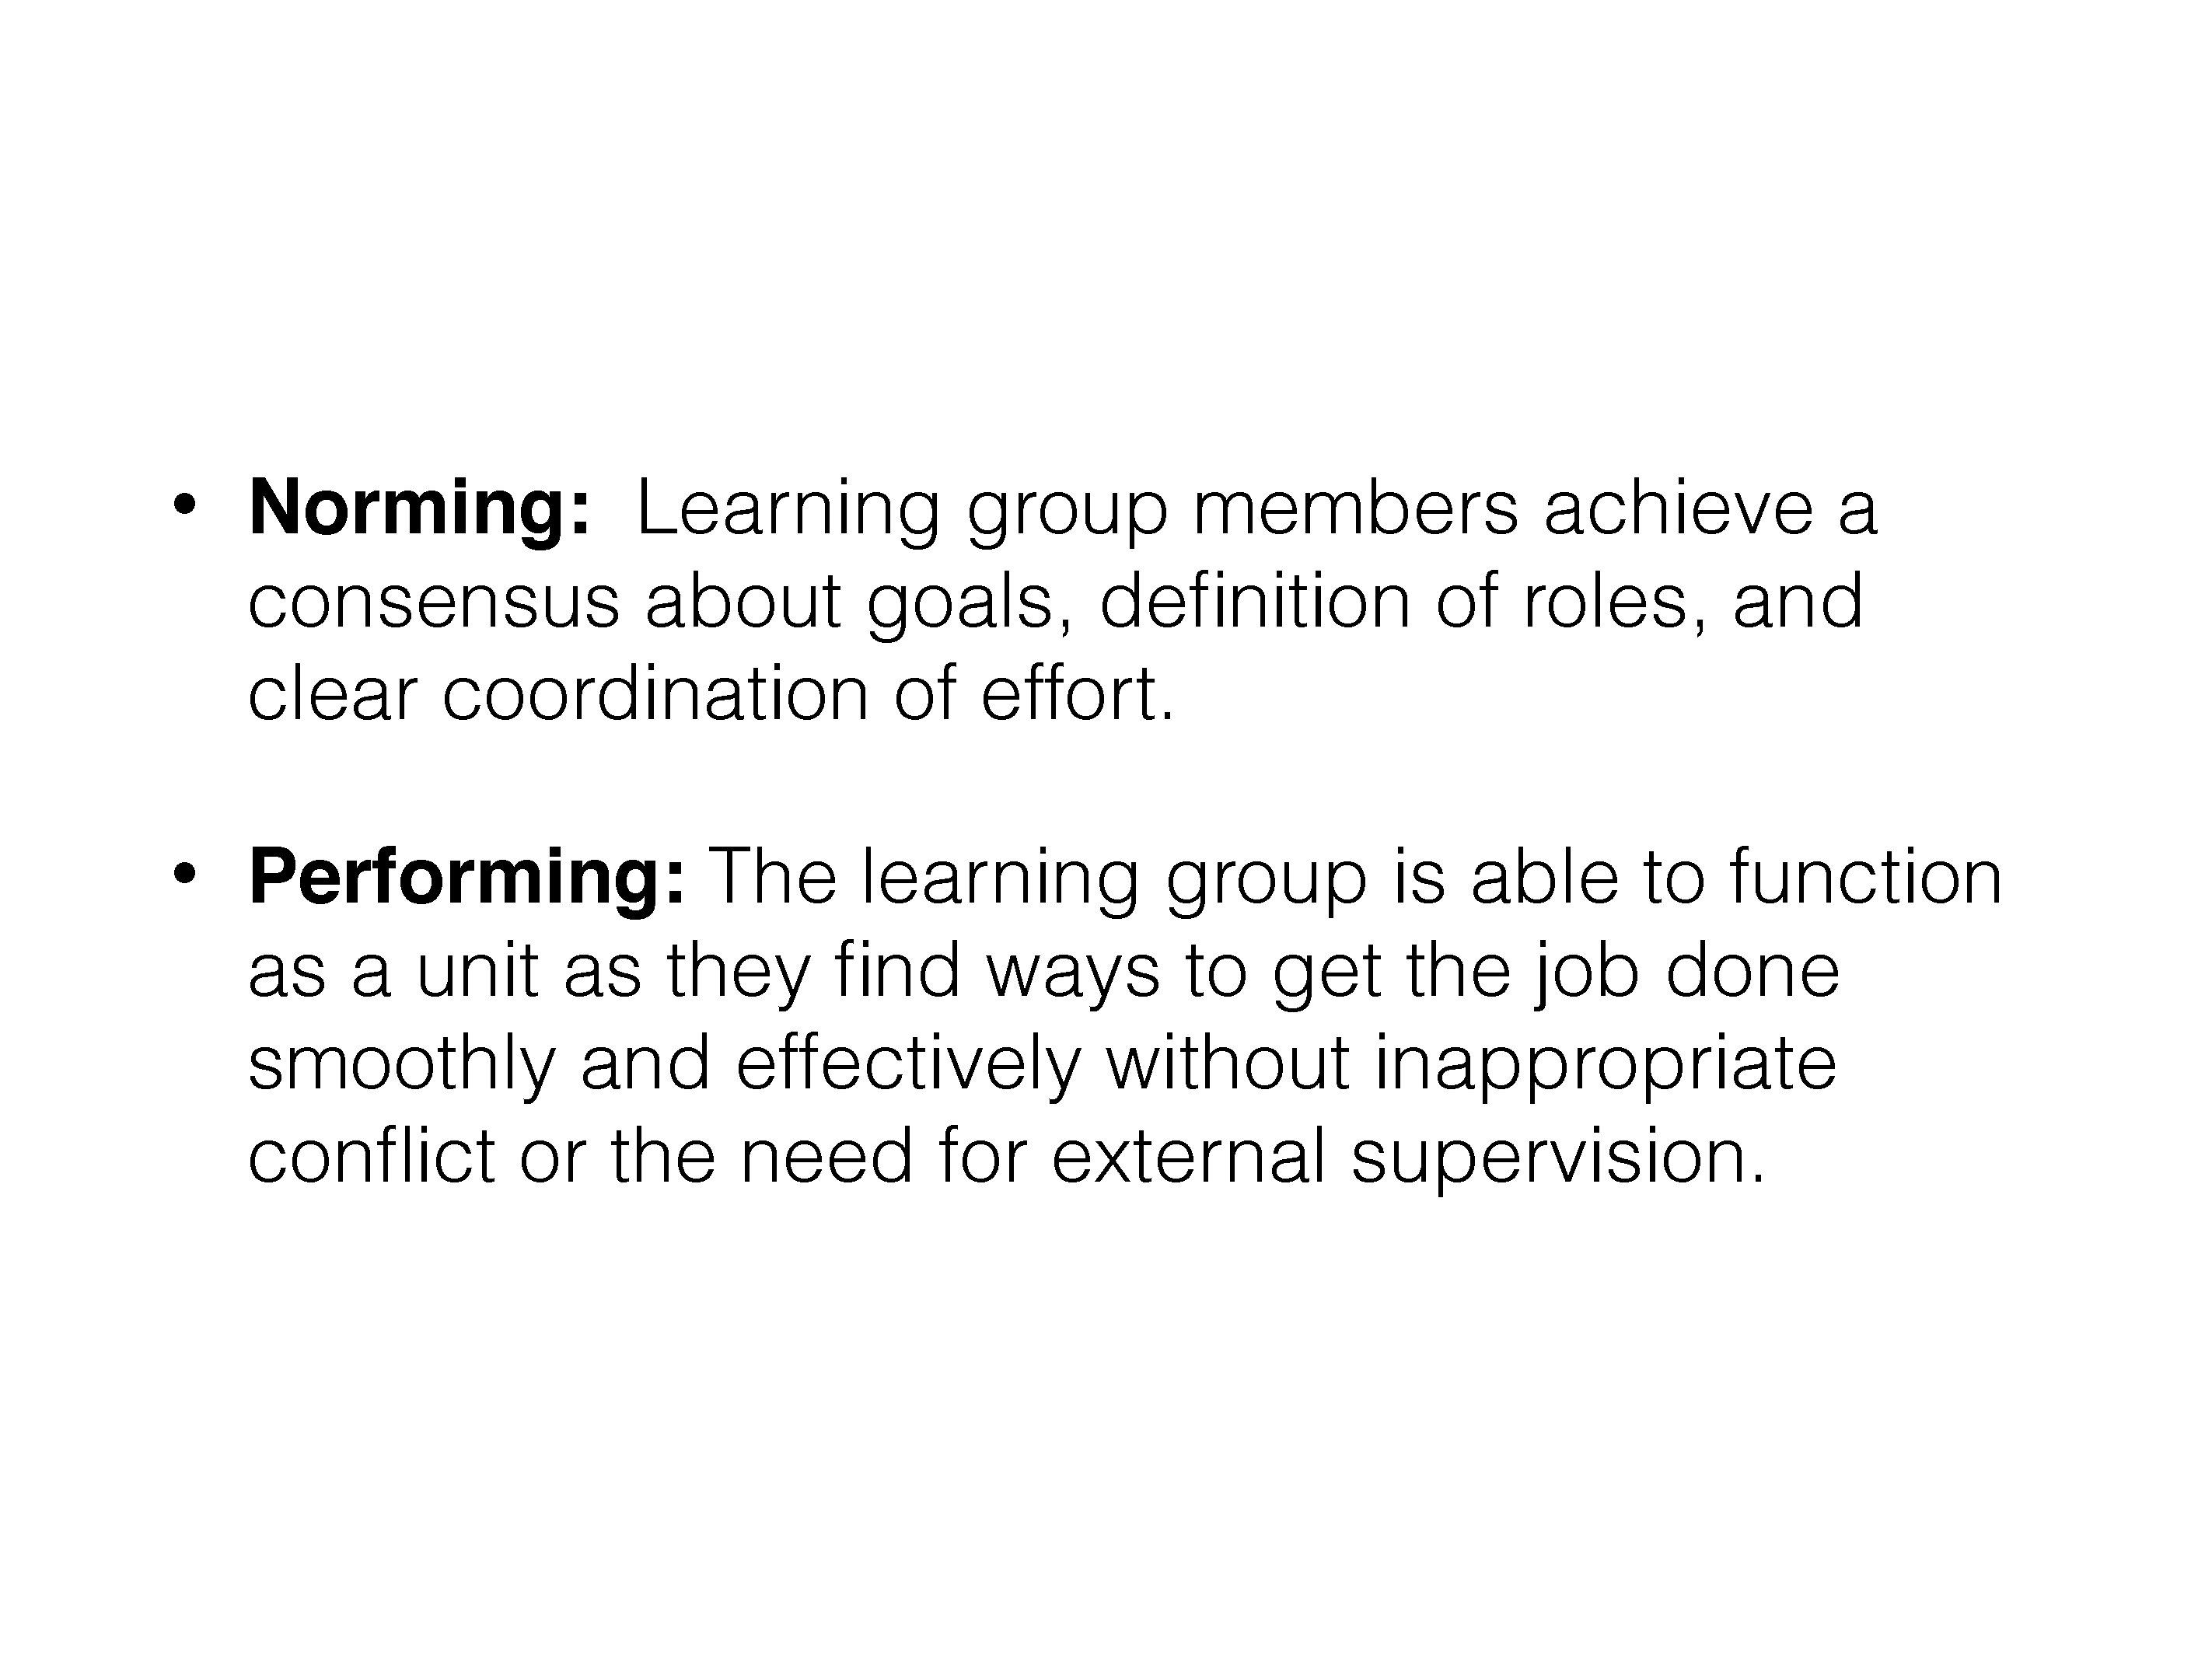 • Norming:  Learning group members achieve a
consensus about goals, definition of roles, and
clear coordination of effort.
• Performing: The learning group is able to function
as a unit as they find ways to get the job done
smoothly and effectively without inappropriate
conflict or the need for external supervision.